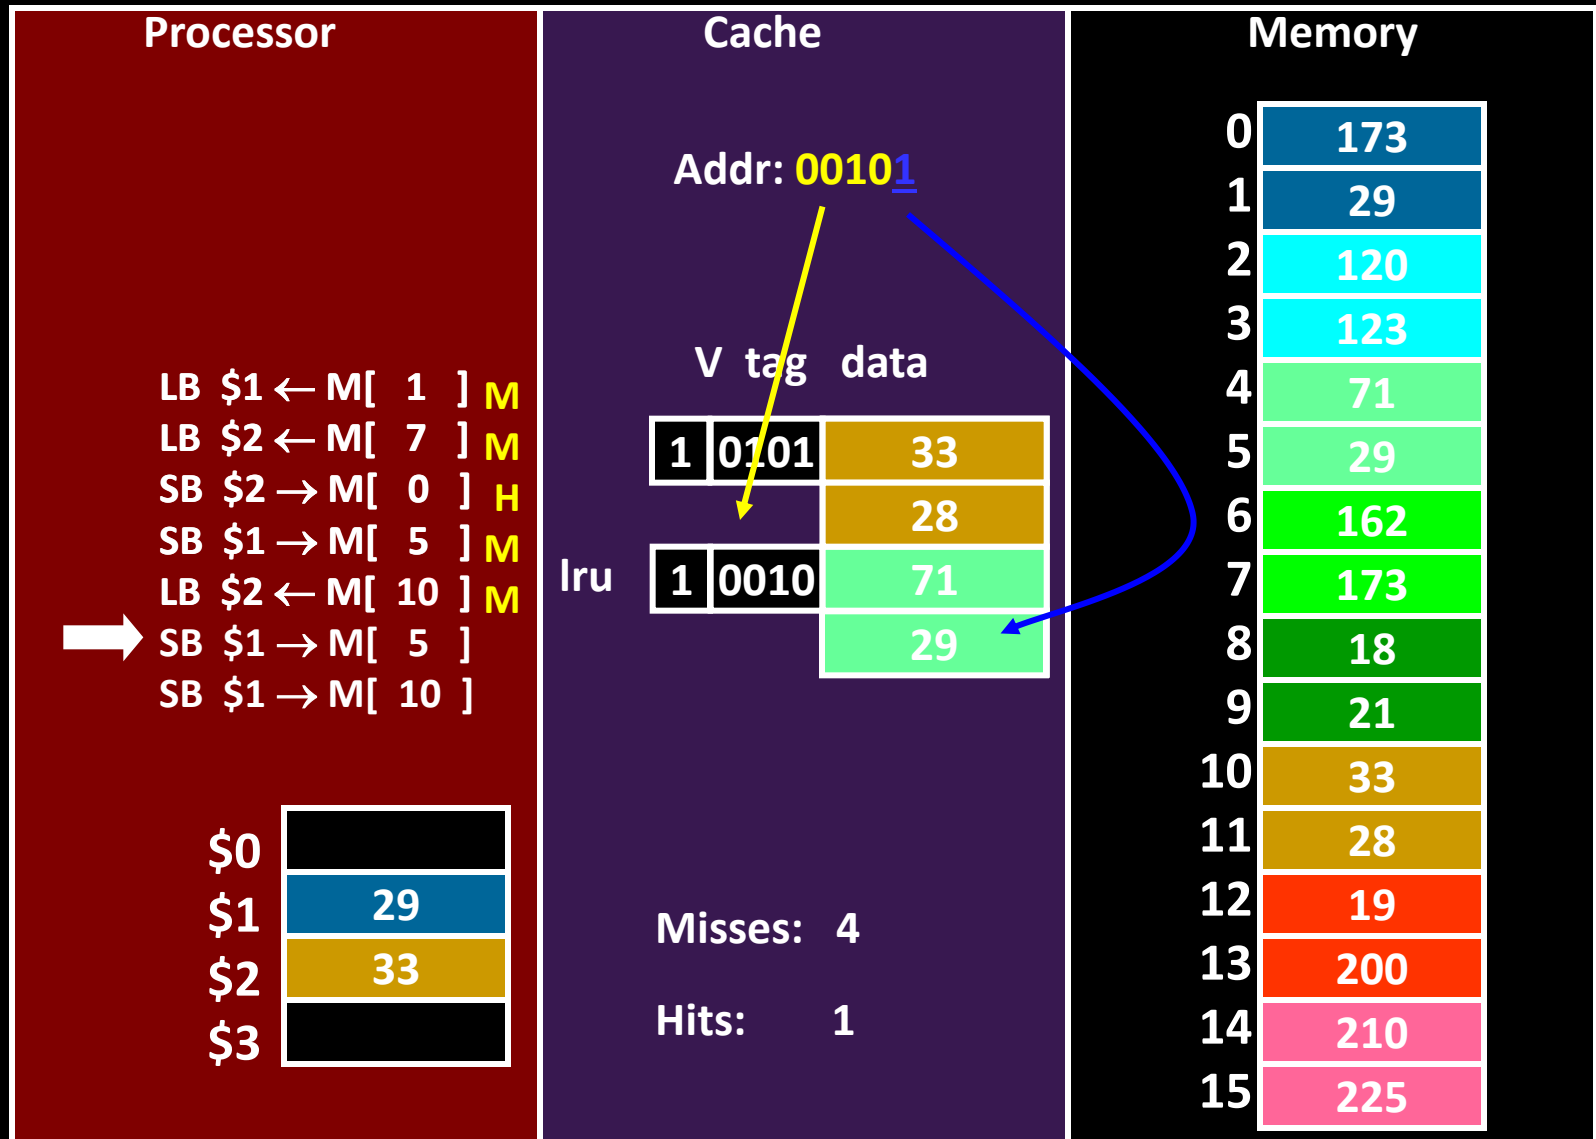 Processor
LB $1 ← M[ 1 ] M
LB $2 ← M[ 7 ] M
SB $2 → M[ 0 ] H
SB $1 → M[ 5 ] M
LB $2 ← M[ 10 ] M
SB $1 → M[ 5 ]
SB $1 → M[ 10 ]
$0
$1 29
$2 33
$3
Cache
Addr: 00101
V tag data
1 0101 33
28
lru 1 0010 71
29
Misses: 4
Hits: 1
Memory
0 173
1 29
2 120
3 123
4 71
5 29
6 162
7 173
8 18
9 21
10 33
11 28
12 19
13 200
14 210
15 225